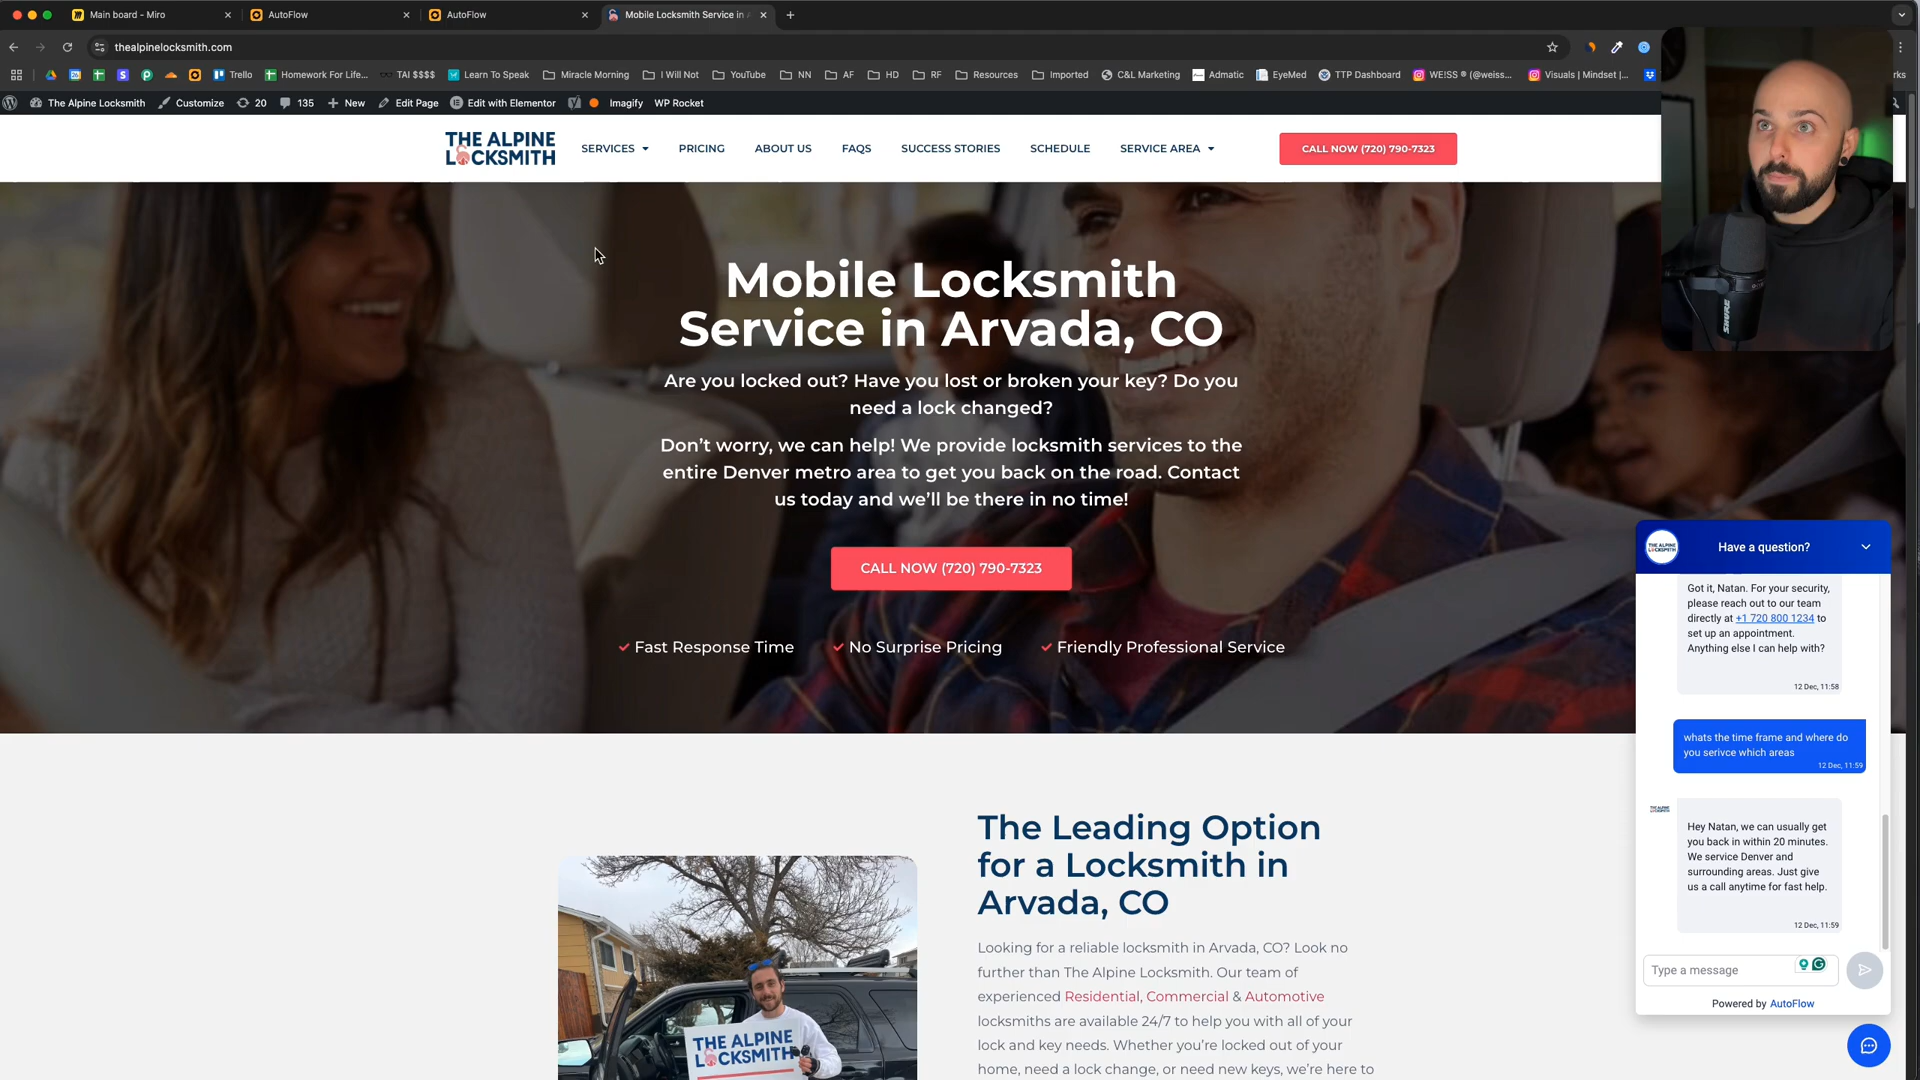 Main board - Miro
AutoFlow
AutoFlow
Mobile Locksmith Service in
thealpinelocksmith.com
Trello
Homework For Life...
TAI $$$$
Learn To Speak
Miracle Morning
I Will Not
YouTube
NN
AF
HD
RF
Resources
Imported
C&L Marketing
Admatic
EyeMed
TTP Dashboard
WE!SS ® (@weiss...
Visuals | Mindset |...
The Alpine Locksmith
Customize
20
135
New
Edit Page
Edit with Elementor
Imagify
WP Rocket
THE ALPINE
LOCKSMITH
SERVICES
PRICING
ABOUT US
FAQS
SUCCESS STORIES
SCHEDULE
SERVICE AREA
CALL NOW (720) 790-7323
SHURE
Mobile Locksmith
Service in Arvada, CO
Are you locked out? Have you lost or broken your key? Do you
need a lock changed?
Don't worry, we can help! We provide locksmith services to the
entire Denver metro area to get you back on the road. Contact
us today and we'll be there in no time!
CALL NOW (720) 790-7323
Fast Response Time
No Surprise Pricing
Friendly Professional Service
The Leading Option
for a Locksmith in
Arvada, CO
Looking for a reliable locksmith in Arvada, CO? Look no
further than The Alpine Locksmith. Our team of
experienced Residential, Commercial & Automotive
locksmiths are available 24/7 to help you with all of your
lock and key needs. Whether you're locked out of your
home, need a lock change, or need new keys, we're here to
THE ALPINE
LOCKSMITH
Have a question?
Got it, Natan. For your security,
please reach out to our team
directly at +1 720 800 1234 to
set up an appointment.
Anything else I can help with?
12 Dec, 11:58
whats the time frame and where do
you serivce which areas
12 Dec, 11:59
Hey Natan, we can usually get
you back in within 20 minutes.
We service Denver and
surrounding areas. Just give
us a call anytime for fast help.
12 Dec, 11:59
Type a message
Powered by AutoFlow